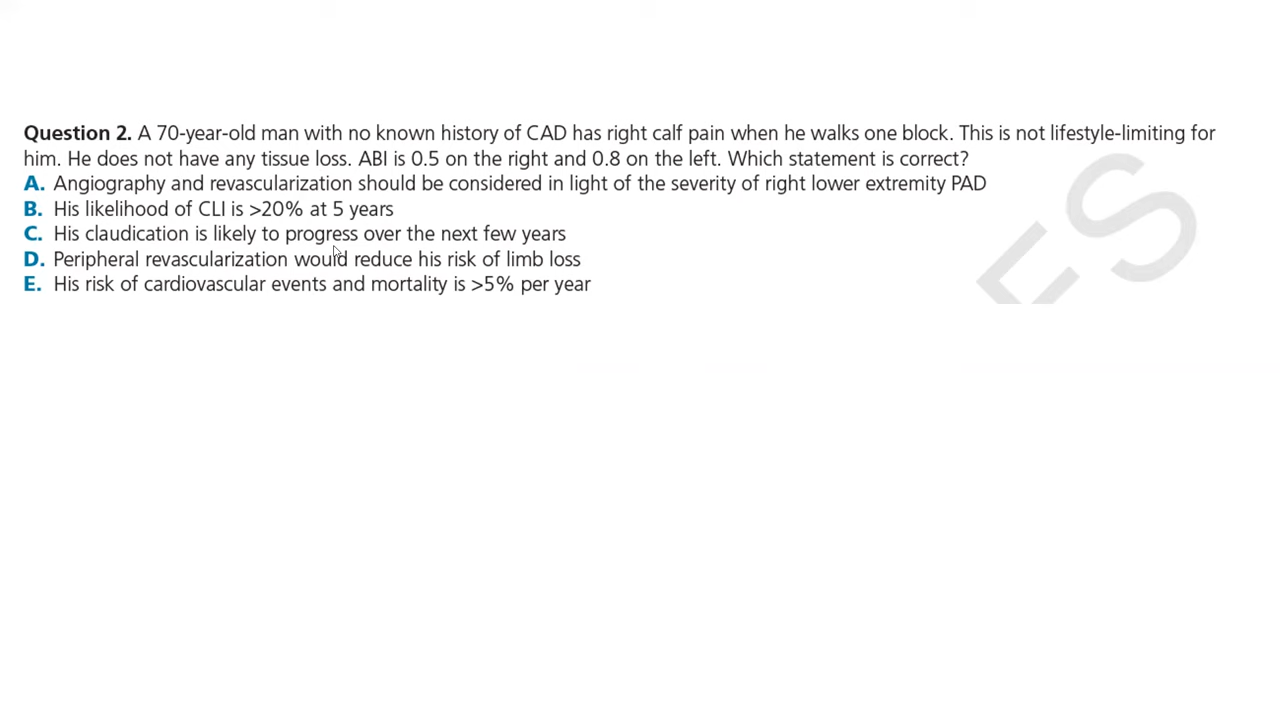 Question 2. A 70-year-old man with no known history of CAD has right calf pain when he walks one block. This is not lifestyle-limiting for
him. He does not have any tissue loss. ABI is 0.5 on the right and 0.8 on the left. Which statement is correct?
A. Angiography and revascularization should be considered in light of the severity of right lower extremity PAD
B. His likelihood of CLI is >20% at 5 years
C. His claudication is likely to progress over the next few years
D. Peripheral revascularization would reduce his risk of limb loss
E. His risk of cardiovascular events and mortality is >5% per year
ES